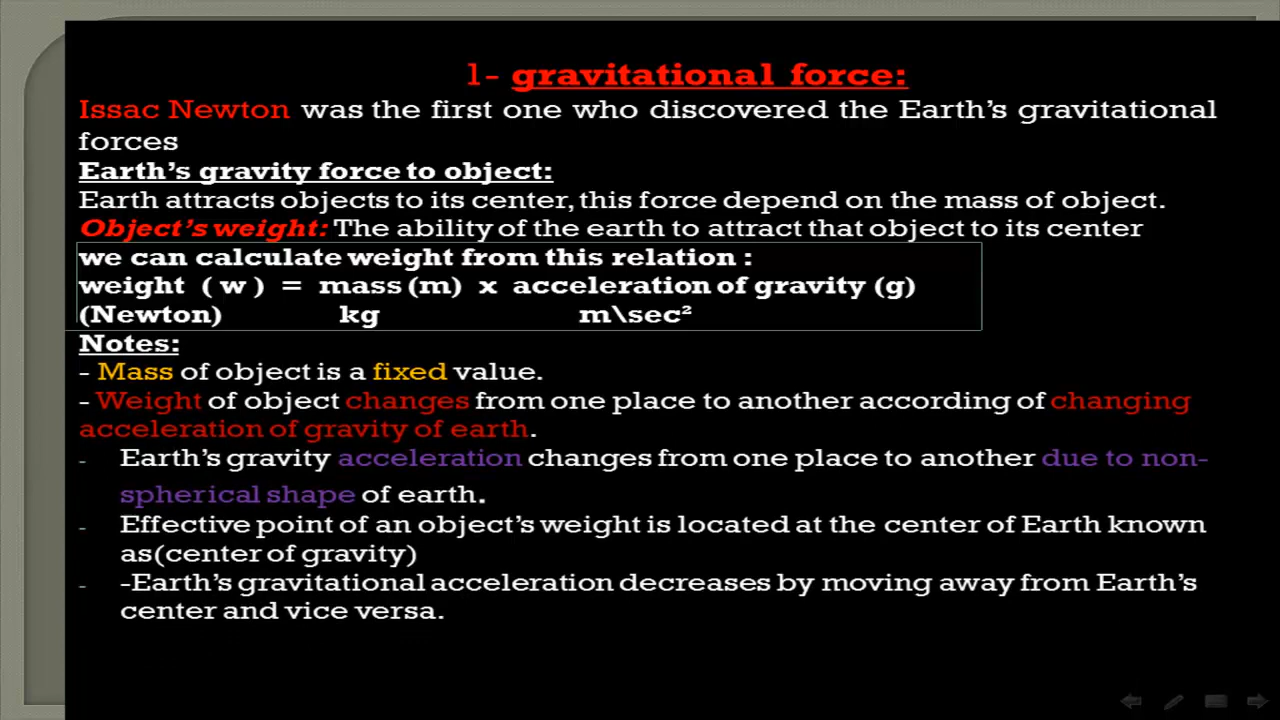 1- gravitational force:
Issac Newton was the first one who discovered the Earth's gravitational
forces
Earth's gravity force to object:
Earth attracts objects to its center, this force depend on the mass of object.
Object's weight: The ability of the earth to attract that object to its center
we can calculate weight from this relation :
weight ( w ) = mass (m) x acceleration of gravity (g)
(Newton) kg m\sec²
Notes:
- Mass of object is a fixed value.
- Weight of object changes from one place to another according of changing
acceleration of gravity of earth.
- Earth's gravity acceleration changes from one place to another due to non-
spherical shape of earth.
- Effective point of an object's weight is located at the center of Earth known
as(center of gravity)
- -Earth's gravitational acceleration decreases by moving away from Earth's
center and vice versa.